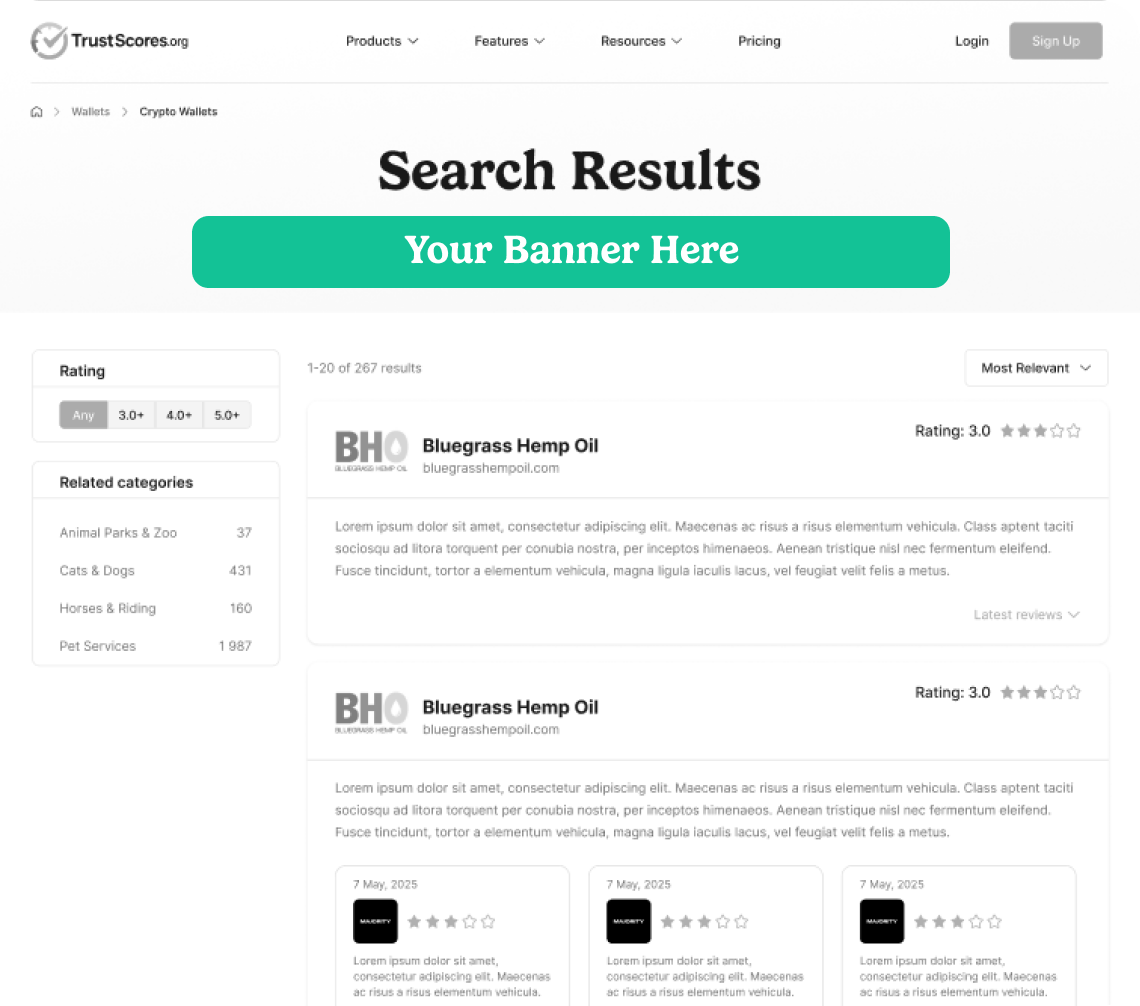 TrustScores.org
Products
Features
Resources
Pricing
Login
Sign Up
Wallets
Crypto Wallets
Search Results
Your Banner Here
Rating
Any
3.0+
4.0+
5.0+
Related categories
Animal Parks & Zoo 37
Cats & Dogs 431
Horses & Riding 160
Pet Services 1 987
1-20 of 267 results
Most Relevant
BHO
BLUEGRASS HEMP OIL
Bluegrass Hemp Oil
bluegrasshempoil.com
Rating: 3.0
Lorem ipsum dolor sit amet, consectetur adipiscing elit. Maecenas ac risus a risus elementum vehicula. Class aptent taciti
sociosqu ad litora torquent per conubia nostra, per inceptos himenaeos. Aenean tristique nisl nec fermentum eleifend.
Fusce tincidunt, tortor a elementum vehicula, magna ligula iaculis lacus, vel feugiat velit felis a metus.
Latest reviews
BHO
BLUEGRASS HEMP OIL
Bluegrass Hemp Oil
bluegrasshempoil.com
Rating: 3.0
Lorem ipsum dolor sit amet, consectetur adipiscing elit. Maecenas ac risus a risus elementum vehicula. Class aptent taciti
sociosqu ad litora torquent per conubia nostra, per inceptos himenaeos. Aenean tristique nisl nec fermentum eleifend.
Fusce tincidunt, tortor a elementum vehicula, magna ligula iaculis lacus, vel feugiat velit felis a metus.
7 May, 2025
MAJORITY
Lorem ipsum dolor sit amet,
consectetur adipiscing elit. Maecenas
ac risus a risus elementum vehicula.
7 May, 2025
MAJORITY
Lorem ipsum dolor sit amet,
consectetur adipiscing elit. Maecenas
ac risus a risus elementum vehicula.
7 May, 2025
MAJORITY
Lorem ipsum dolor sit amet,
consectetur adipiscing elit. Maecenas
ac risus a risus elementum vehicula.